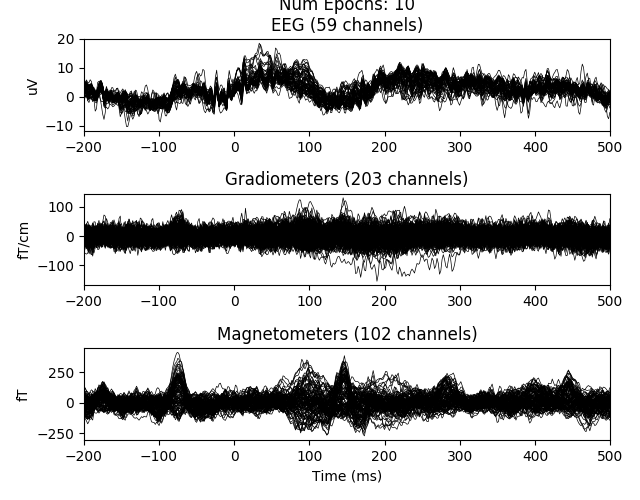 Num Epochs: 10
EEG (59 channels)
20
10
0
−10
uV
−200 −100 0 100 200 300 400 500
Gradiometers (203 channels)
100
0
−100
fT/cm
−200 −100 0 100 200 300 400 500
Magnetometers (102 channels)
250
0
−250
fT
−200 −100 0 100 200 300 400 500
Time (ms)